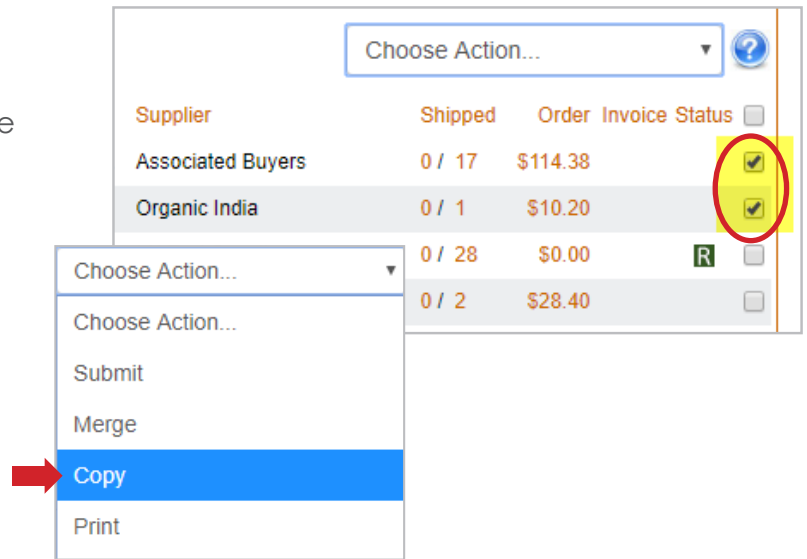 Choose Action...
?
e
Supplier Shipped Order Invoice Status
Associated Buyers 0 / 17 $114.38
Organic India 0 / 1 $10.20
0 / 28 $0.00 R
0 / 2 $28.40
Choose Action...
Choose Action...
Submit
Merge
Copy
Print